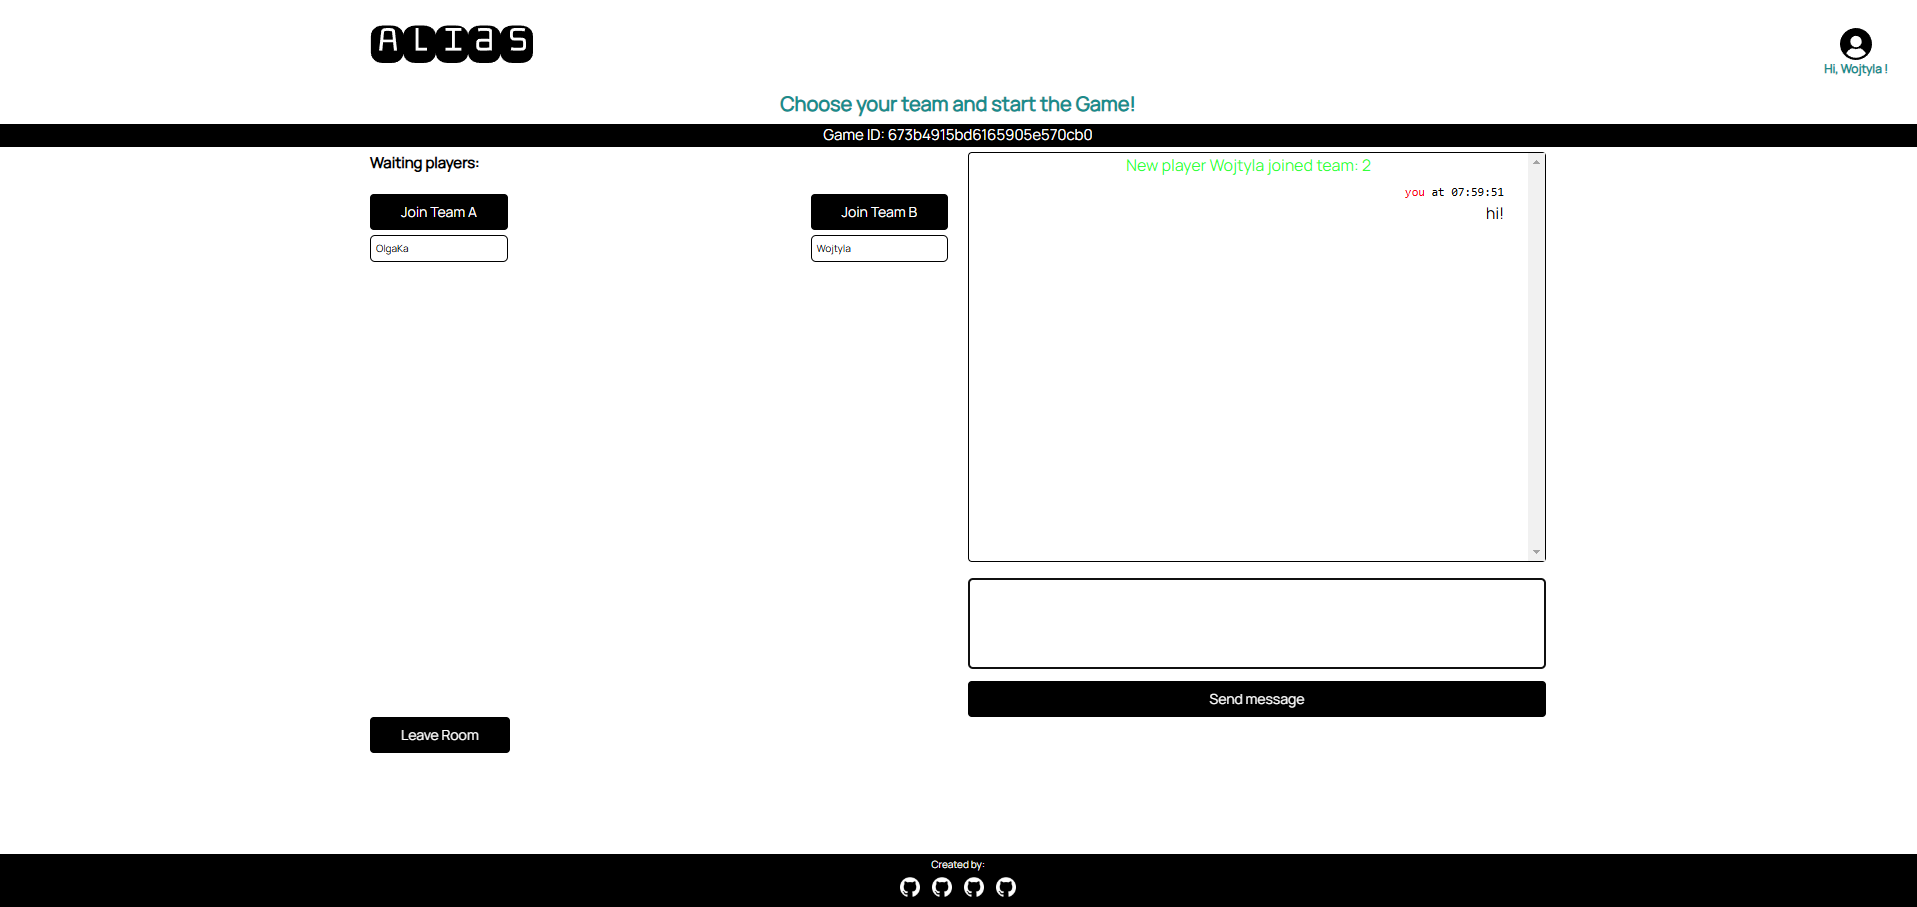 ALIaS
Hi, Wojtyla !
Choose your team and start the Game!
Game ID: 673b4915bd6165905e570cb0
Waiting players:
Join Team A
OlgaKa
Join Team B
Wojtyla
New player Wojtyla joined team: 2
you at 07:59:51
hi!
Send message
Leave Room
Created by: